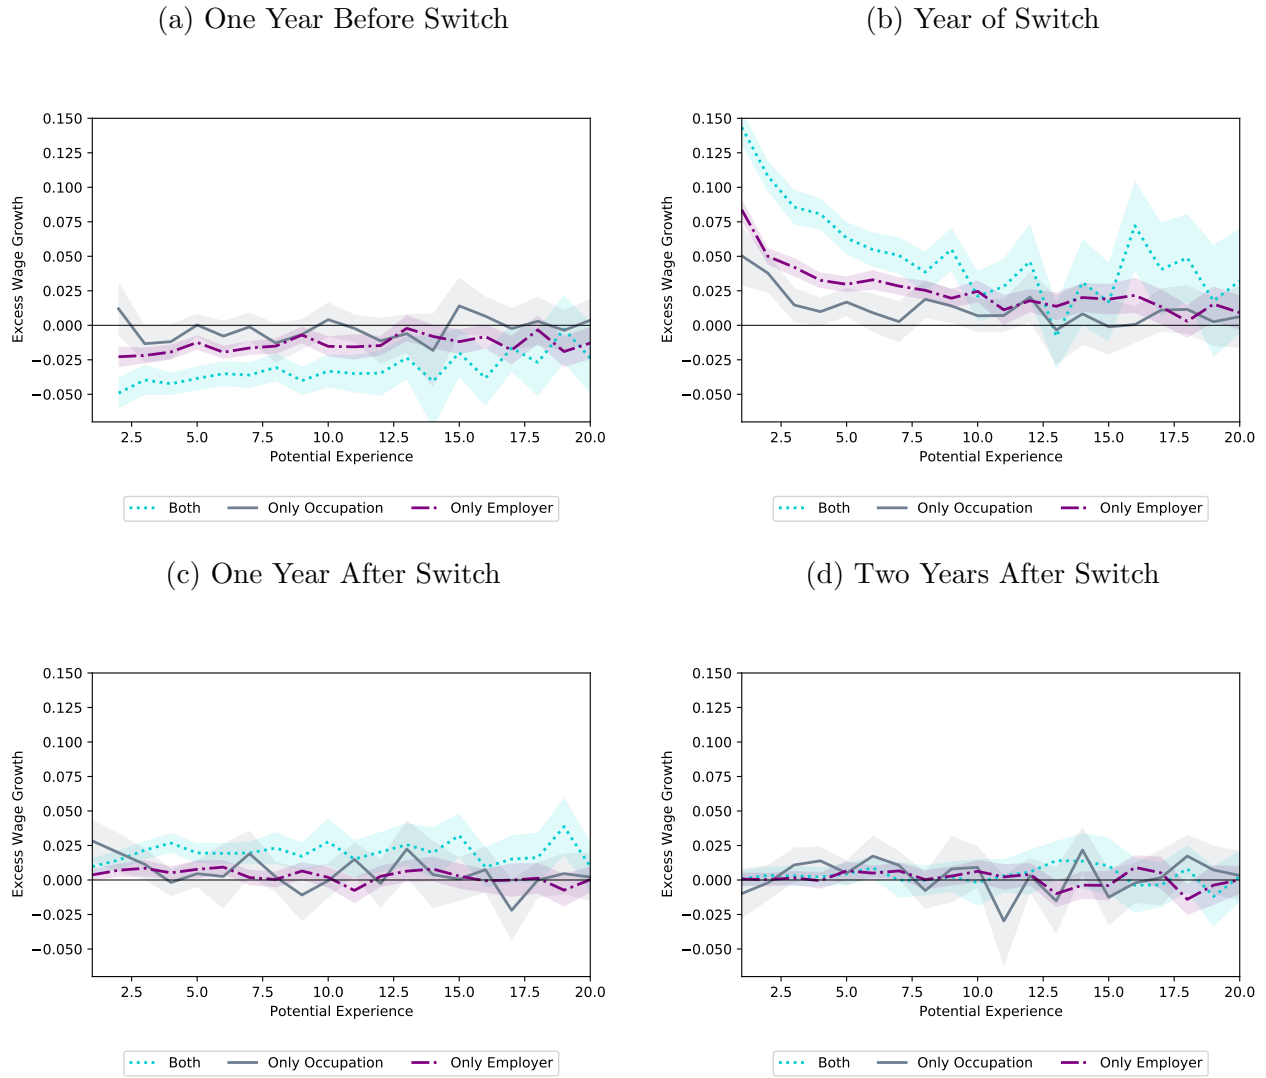 (a) One Year Before Switch
0.150
0.125
0.100
0.075
0.050
0.025
0.000
−0.025
−0.050
Excess Wage Growth
2.5 5.0 7.5 10.0 12.5 15.0 17.5 20.0
Potential Experience
Both Only Occupation Only Employer
(b) Year of Switch
0.150
0.125
0.100
0.075
0.050
0.025
0.000
−0.025
−0.050
Excess Wage Growth
2.5 5.0 7.5 10.0 12.5 15.0 17.5 20.0
Potential Experience
Both Only Occupation Only Employer
(c) One Year After Switch
0.150
0.125
0.100
0.075
0.050
0.025
0.000
−0.025
−0.050
Excess Wage Growth
2.5 5.0 7.5 10.0 12.5 15.0 17.5 20.0
Potential Experience
Both Only Occupation Only Employer
(d) Two Years After Switch
0.150
0.125
0.100
0.075
0.050
0.025
0.000
−0.025
−0.050
Excess Wage Growth
2.5 5.0 7.5 10.0 12.5 15.0 17.5 20.0
Potential Experience
Both Only Occupation Only Employer